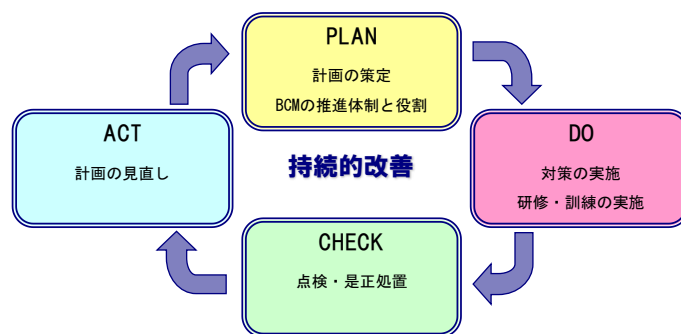 PLAN
計画の策定
BCMの推進体制と役割
ACT
計画の見直し
持続的改善
DO
対策の実施
研修・訓練の実施
CHECK
点検・是正処置